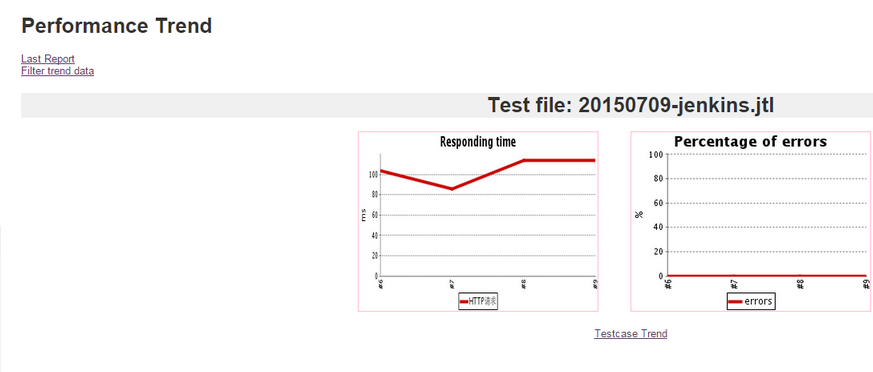 Performance Trend
Last Report
Filter trend data
Test file: 20150709-jenkins.jtl
Responding time
100
80
60
40
20
0
ms
#6
#7
#8
#9
HTTP请求
Percentage of errors
100
80
60
40
20
0
%
#6
#7
#8
#9
errors
Testcase Trend